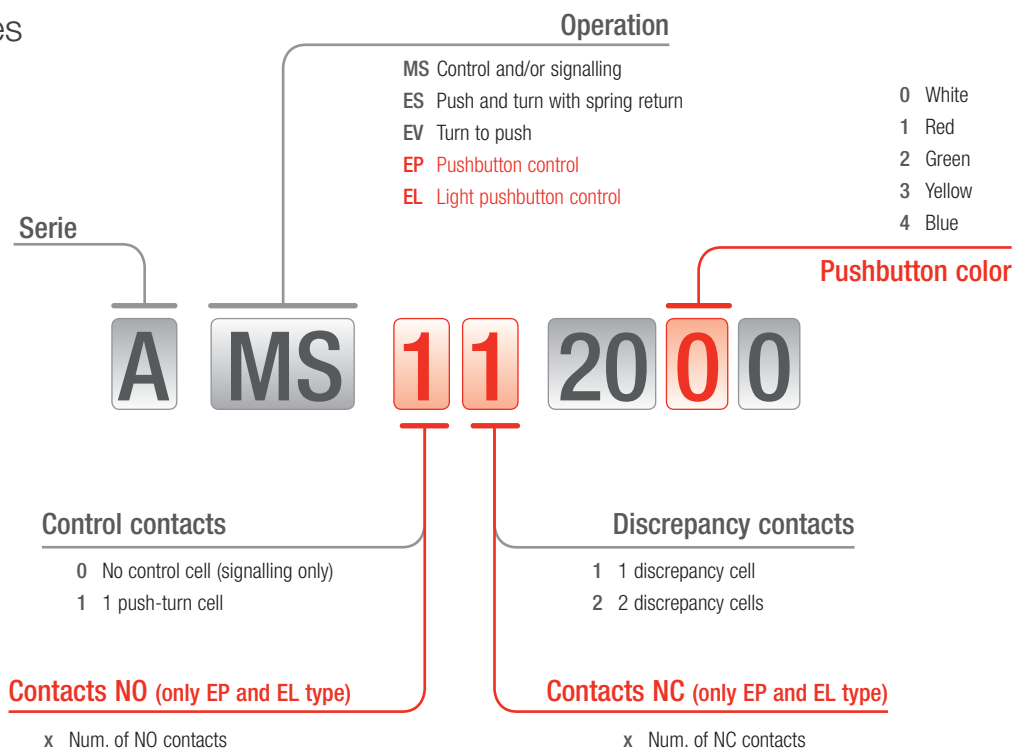 es
Operation
MS Control and/or signalling
ES Push and turn with spring return
EV Turn to push
EP Pushbutton control
EL Light pushbutton control
0 White
1 Red
2 Green
3 Yellow
4 Blue
Serie
Pushbutton color
A MS 1 1 20 0 0
Control contacts
0 No control cell (signalling only)
1 1 push-turn cell
Discrepancy contacts
1 1 discrepancy cell
2 2 discrepancy cells
Contacts NO (only EP and EL type)
x Num. of NO contacts
Contacts NC (only EP and EL type)
x Num. of NC contacts